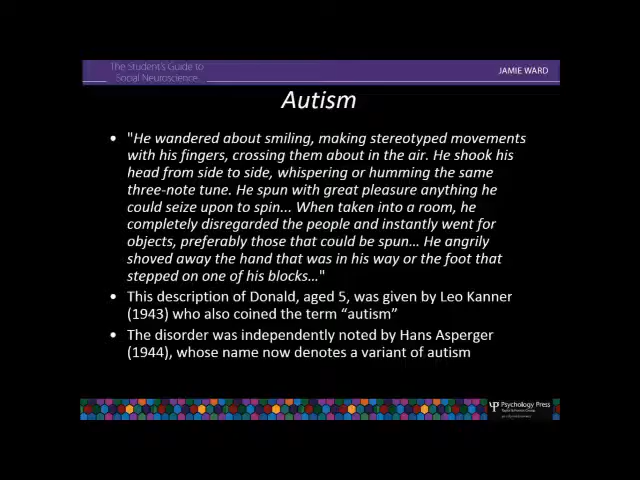 The Student's Guide to
Social Neuroscience
JAMIE WARD
Autism
• "He wandered about smiling, making stereotyped movements
with his fingers, crossing them about in the air. He shook his
head from side to side, whispering or humming the same
three-note tune. He spun with great pleasure anything he
could seize upon to spin... When taken into a room, he
completely disregarded the people and instantly went for
objects, preferably those that could be spun... He angrily
shoved away the hand that was in his way or the foot that
stepped on one of his blocks..."
• This description of Donald, aged 5, was given by Leo Kanner
(1943) who also coined the term “autism”
• The disorder was independently noted by Hans Asperger
(1944), whose name now denotes a variant of autism
Psychology Press